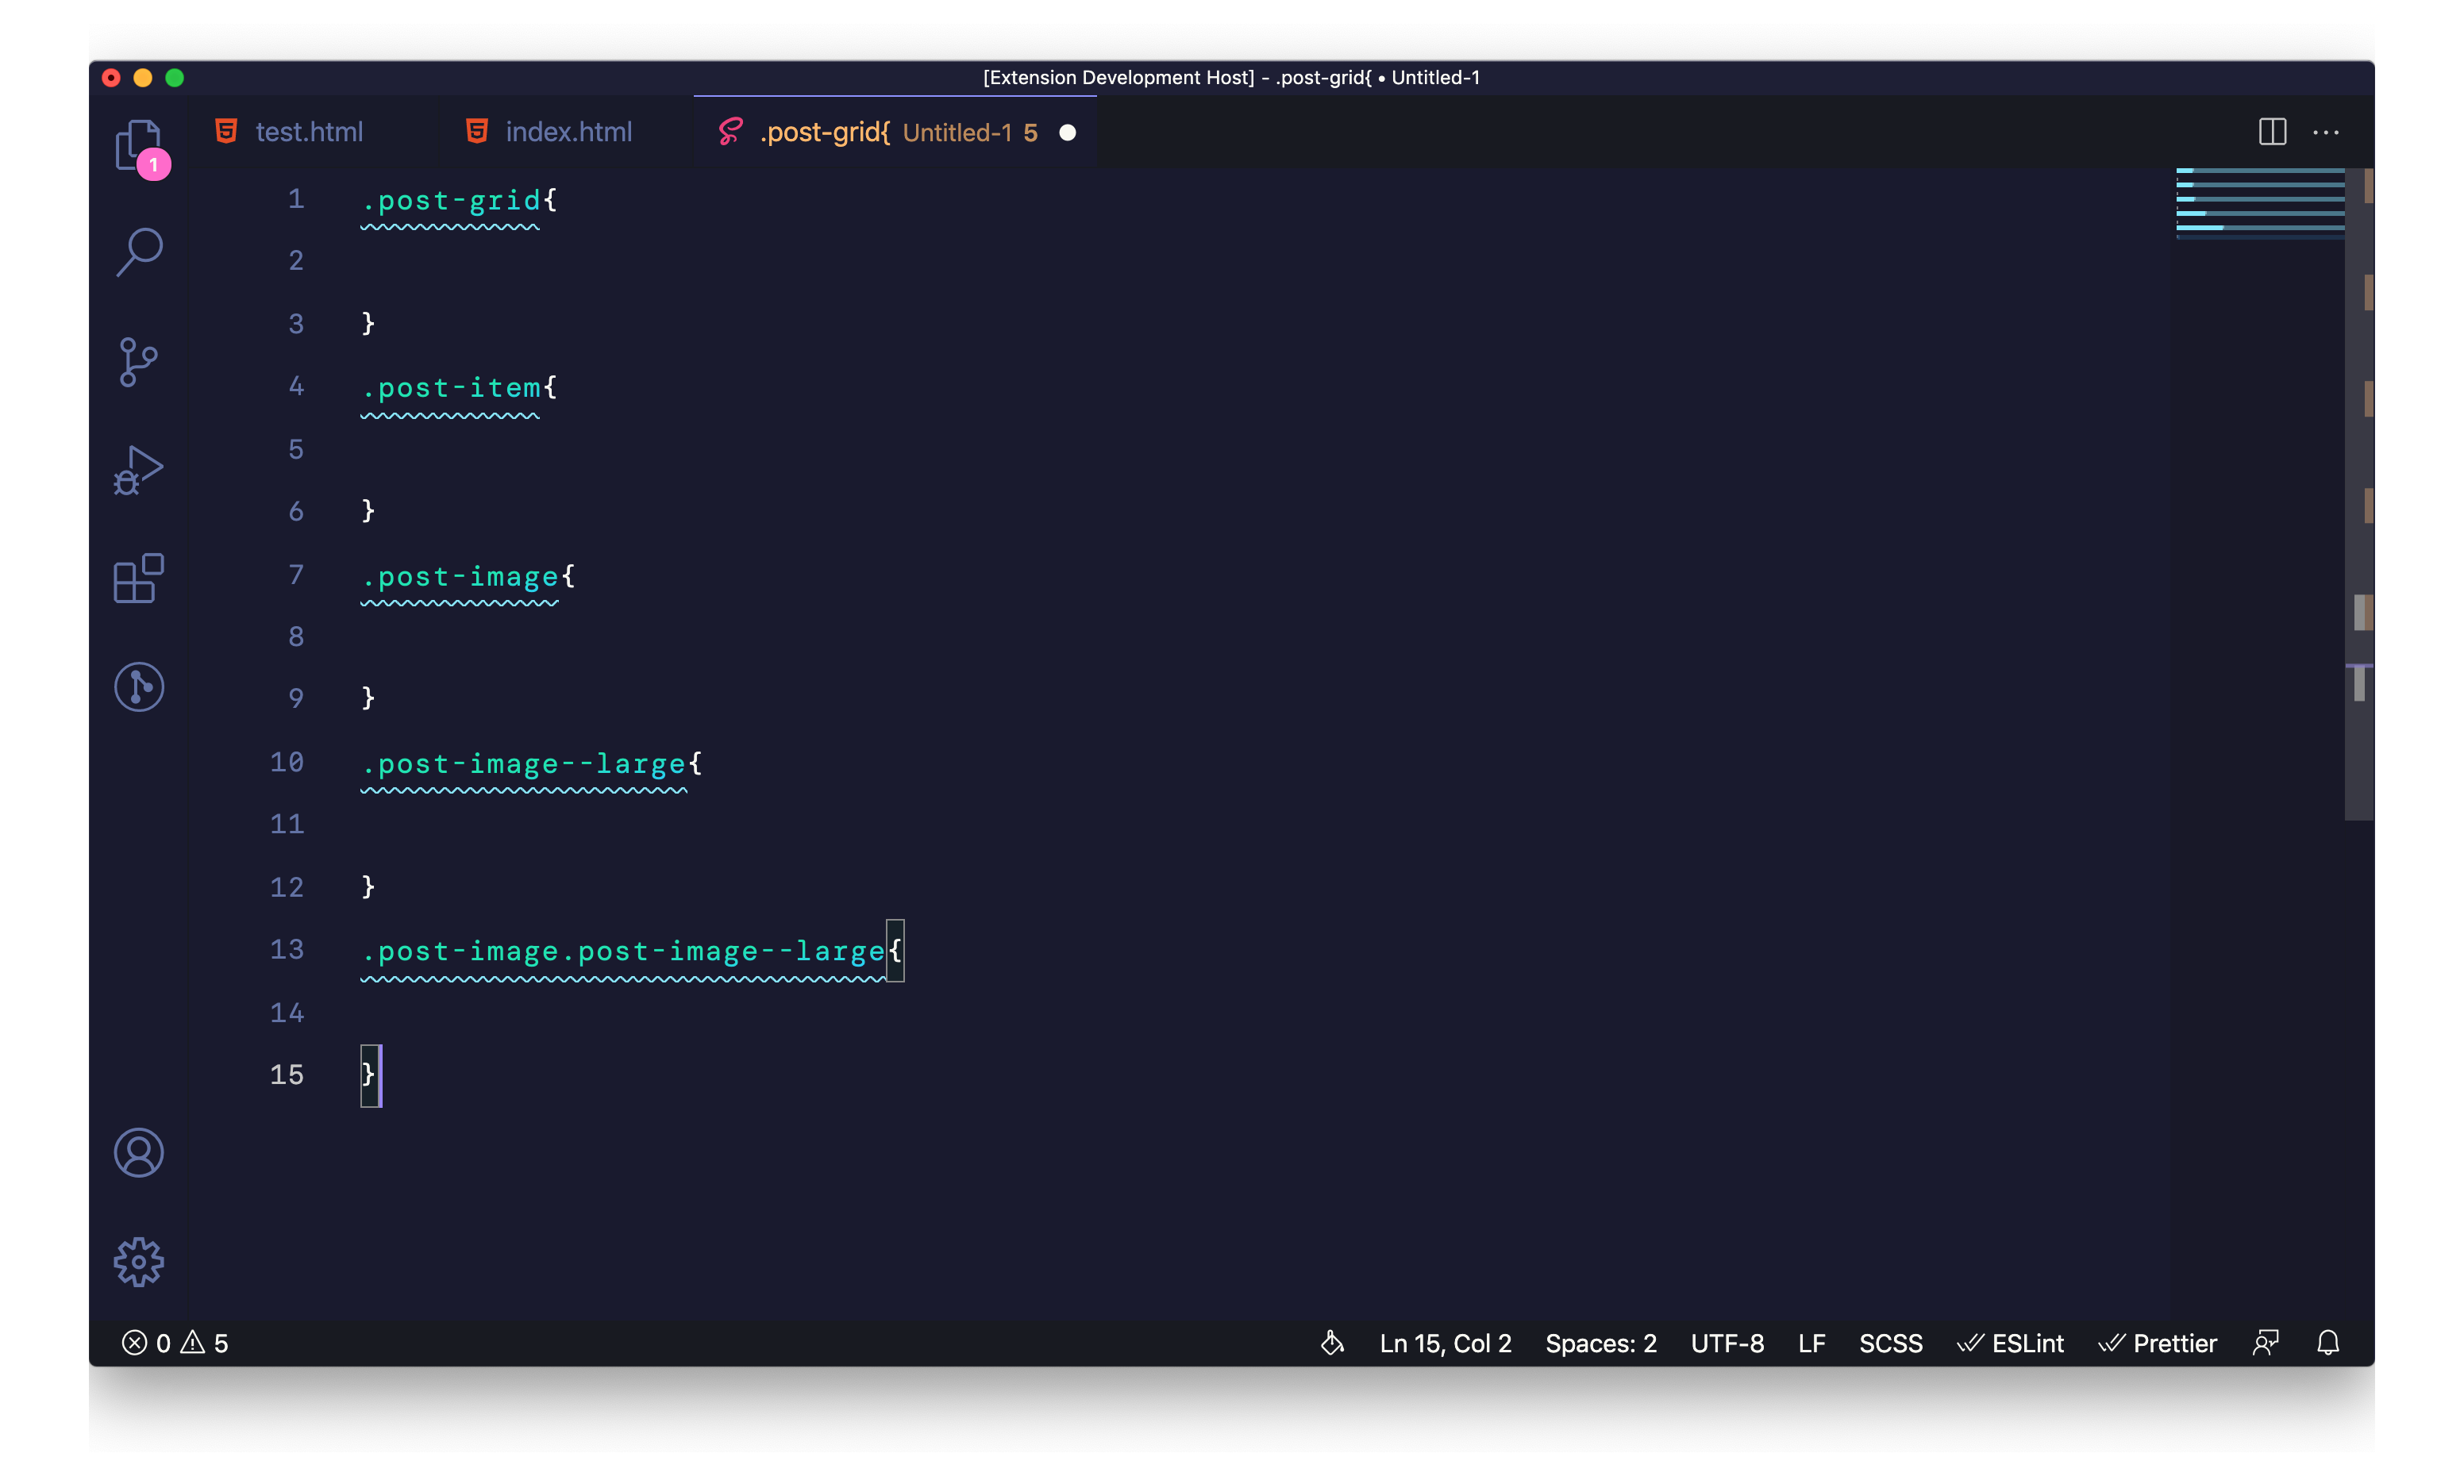 [Extension Development Host] - .post-grid{ • Untitled-1
test.html
index.html
.post-grid{ Untitled-1 5
1
1 .post-grid{
2
3 }
4 .post-item{
5
6 }
7 .post-image{
8
9 }
10 .post-image--large{
11
12 }
13 .post-image.post-image--large{
14
15 }
0 5 Ln 15, Col 2 Spaces: 2 UTF-8 LF SCSS ESLint Prettier